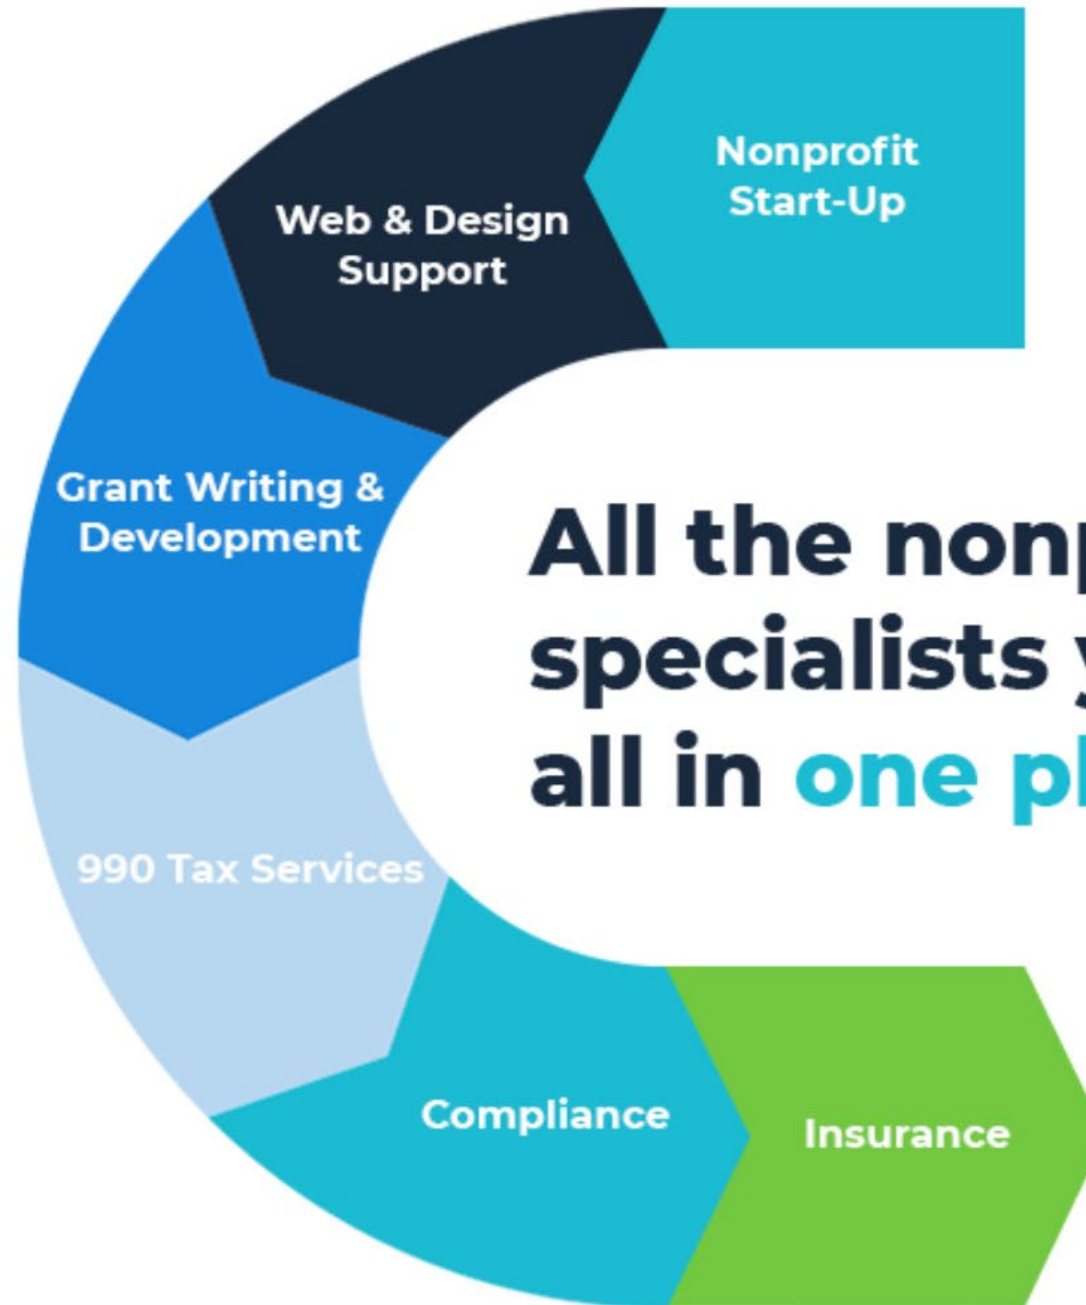 Nonprofit
Start-Up
Web & Design
Support
Grant Writing &
Development
990 Tax Services
Compliance
Insurance
All the
specialists
all in one